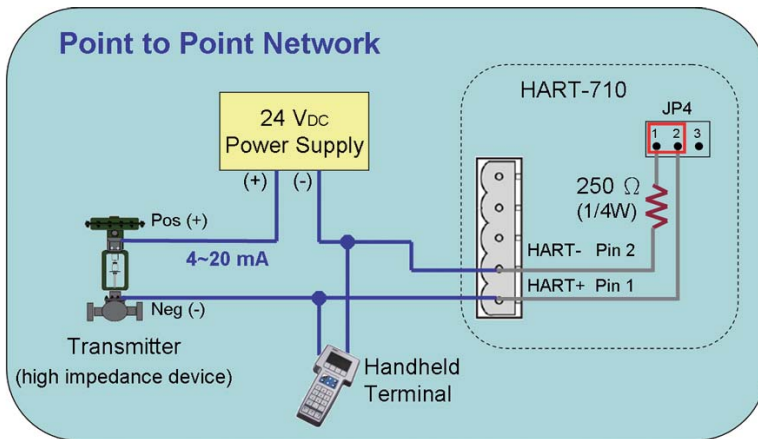 Point to Point Network
24 VDC
Power Supply
(+) (-)
HART-710
JP4
1 2 3
250 Ω
(1/4W)
Pos (+)
4~20 mA
HART- Pin 2
HART+ Pin 1
Neg (-)
Transmitter
(high impedance device)
Handheld
Terminal